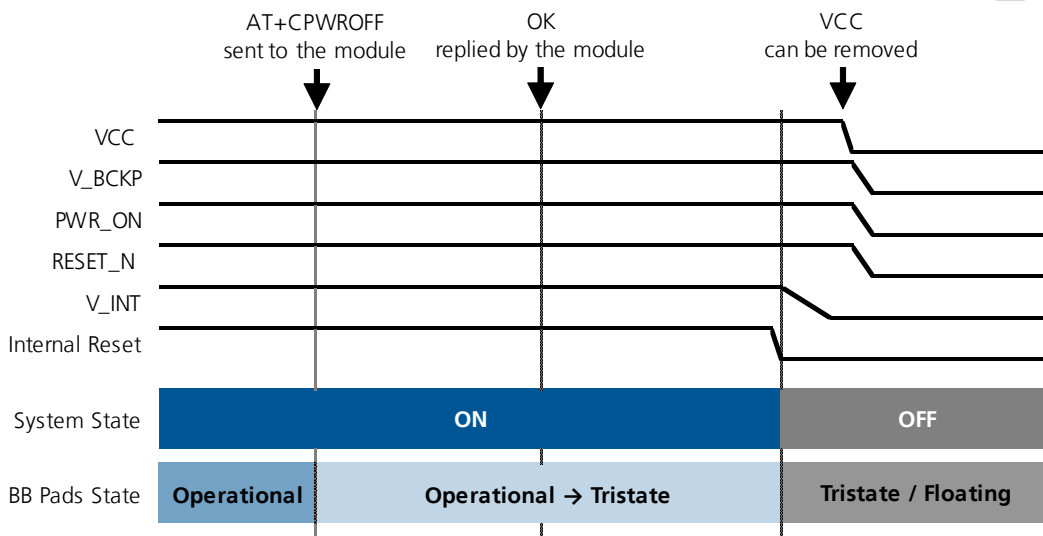 AT+CPWROFF
sent to the module
OK
replied by the module
VCC
can be removed
VCC
V_BCKP
PWR_ON
RESET_N
V_INT
Internal Reset
System State
ON
OFF
BB Pads State
Operational
Operational → Tristate
Tristate / Floating